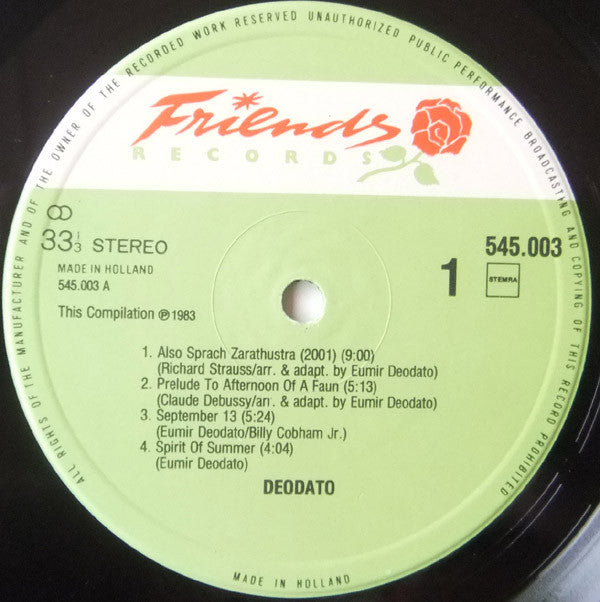 ALL RIGHTS OF THE MANUFACTURER AND OF THE OWNER OF THE RECORDED WORK RESERVED UNAUTHORIZED PUBLIC PERFORMANCE BROADCASTING AND COPYING OF THIS RECORD PROHIBITED
Friends
RECORDS
33 1/3 STEREO
545.003
MADE IN HOLLAND
1
STEMRA
545.003 A
This Compilation ℗ 1983
1. Also Sprach Zarathustra (2001) (9:00)
(Richard Strauss/arr. & adapt. by Eumir Deodato)
2. Prelude To Afternoon Of A Faun (5:13)
(Claude Debussy/arr. & adapt. by Eumir Deodato)
3. September 13 (5:24)
(Eumir Deodato/Billy Cobham Jr.)
4. Spirit Of Summer (4:04)
(Eumir Deodato)
DEODATO
MADE IN HOLLAND